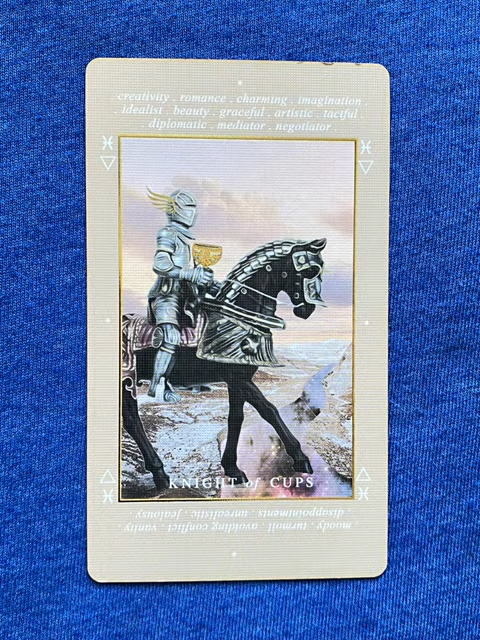 creativity . romance . charming . imagination .
idealist . beauty . graceful . artistic . tactful .
. diplomatic . mediator . negotiator .
KNIGHT of CUPS
. moody . turmoil . avoiding conflict . vanity .
disappointments . unrealistic . jealousy